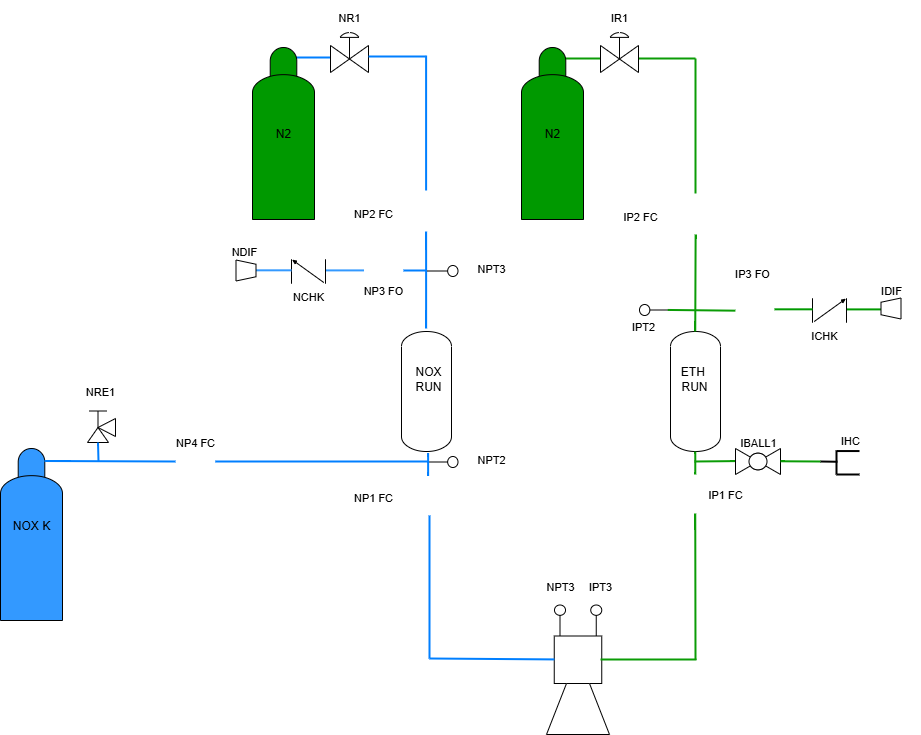 NR1
IR1
N2
N2
NP2 FC
IP2 FC
NDIF
NPT3
NCHK
NP3 FO
IP3 FO
IDIF
IPT2
ICHK
NOX
RUN
ETH
RUN
NRE1
NP4 FC
IBALL1
IHC
NPT2
NP1 FC
IP1 FC
NOX K
NPT3
IPT3